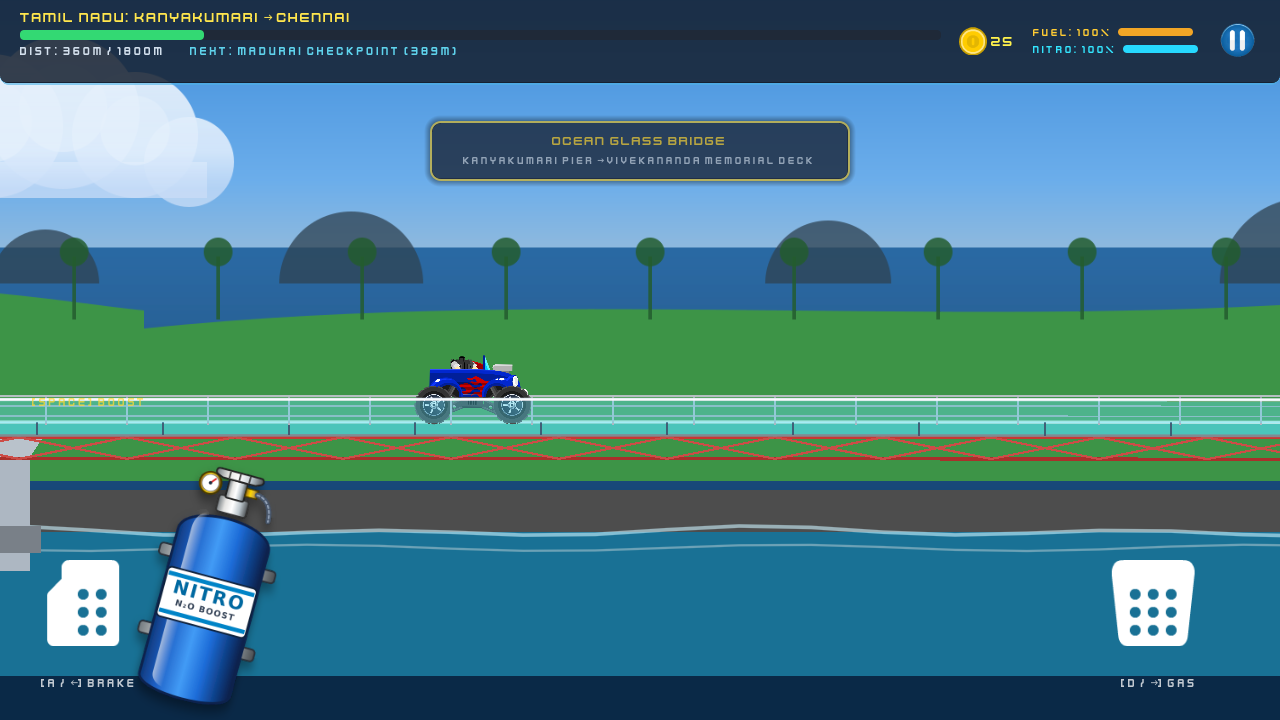 TAMIL NADU: KANYAKUMARI → CHENNAI
DIST: 360M / 1800M
NEXT: MADURAI CHECKPOINT (389M)
25
FUEL: 100%
NITRO: 100%
OCEAN GLASS BRIDGE
KANYAKUMARI PIER → VIVEKANANDA MEMORIAL DECK
[SPACE] BOOST
NITRO
N₂O BOOST
[A / ←] BRAKE
[D / →] GAS